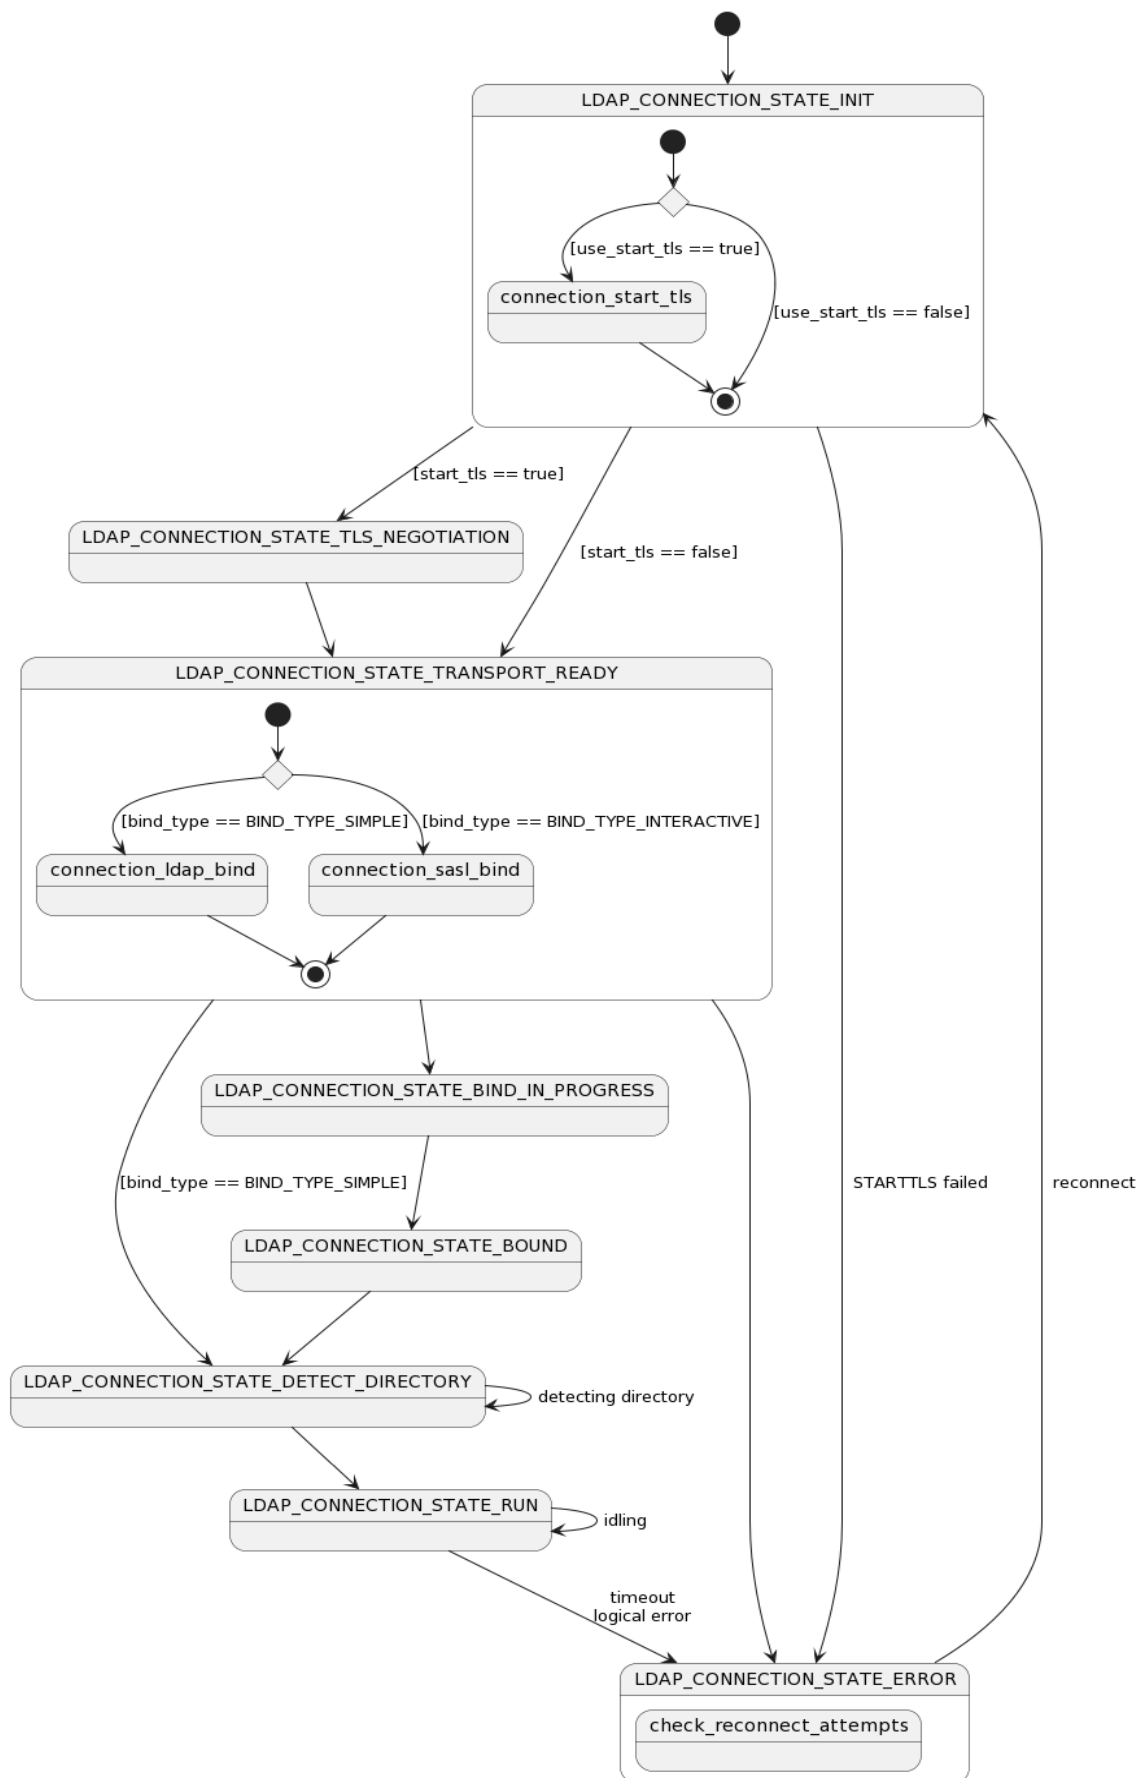 LDAP_CONNECTION_STATE_INIT
[use_start_tls == true]
connection_start_tls
[use_start_tls == false]
[start_tls == true]
LDAP_CONNECTION_STATE_TLS_NEGOTIATION
[start_tls == false]
LDAP_CONNECTION_STATE_TRANSPORT_READY
[bind_type == BIND_TYPE_SIMPLE]
[bind_type == BIND_TYPE_INTERACTIVE]
connection_ldap_bind
connection_sasl_bind
LDAP_CONNECTION_STATE_BIND_IN_PROGRESS
[bind_type == BIND_TYPE_SIMPLE]
STARTTLS failed
reconnect
LDAP_CONNECTION_STATE_BOUND
LDAP_CONNECTION_STATE_DETECT_DIRECTORY
detecting directory
LDAP_CONNECTION_STATE_RUN
idling
timeout
logical error
LDAP_CONNECTION_STATE_ERROR
check_reconnect_attempts